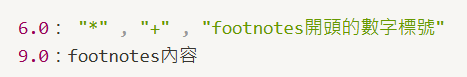 6.0： "*" , "+" , "footnotes開頭的數字標號"
9.0：footnotes內容